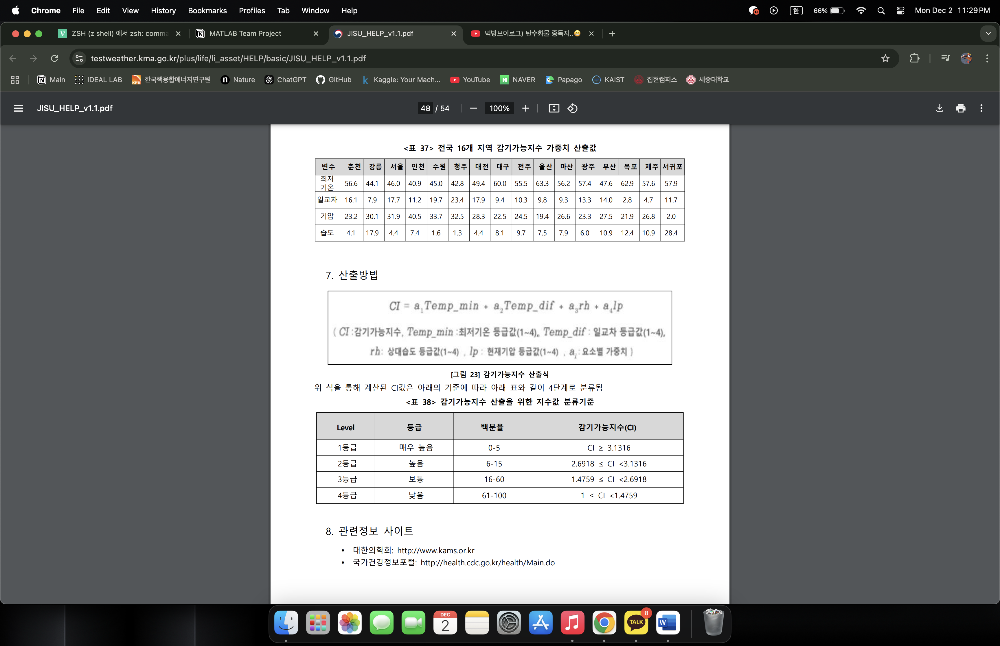 Chrome File Edit View History Bookmarks Profiles Tab Window Help 한 66% Mon Dec 2 11:29 PM
ZSH (z shell) 에서 zsh: comma MATLAB Team Project JISU_HELP_v1.1.pdf 먹방브이로그) 탄수화물 중독자..😬
testweather.kma.go.kr/plus/life/li_asset/HELP/basic/JISU_HELP_v1.1.pdf
Main IDEAL LAB 한국핵융합에너지연구원 Nature ChatGPT GitHub Kaggle: Your Mach... YouTube NAVER Papago KAIST 집현캠퍼스 세종대학교
JISU_HELP_v1.1.pdf 48 / 54 100%
<표 37> 전국 16개 지역 감기가능지수 가중치 산출값
변수 춘천 강릉 서울 인천 수원 청주 대전 대구 전주 울산 마산 광주 부산 목포 제주 서귀포
최저 기온 56.6 44.1 46.0 40.9 45.0 42.8 49.4 60.0 55.5 63.3 56.2 57.4 47.6 62.9 57.6 57.9
일교차 16.1 7.9 17.7 11.2 19.7 23.4 17.9 9.4 10.3 9.8 9.3 13.3 14.0 2.8 4.7 11.7
기압 23.2 30.1 31.9 40.5 33.7 32.5 28.3 22.5 24.5 19.4 26.6 23.3 27.5 21.9 26.8 2.0
습도 4.1 17.9 4.4 7.4 1.6 1.3 4.4 8.1 9.7 7.5 7.9 6.0 10.9 12.4 10.9 28.4
7. 산출방법
CI = a₁Temp_min + a₂Temp_dif + a₃rh + a₄lp
( CI :감기가능지수, Temp_min :최저기온 등급값(1~4), Temp_dif : 일교차 등급값(1~4),
rh: 상대습도 등급값(1~4) , lp : 현재기압 등급값(1~4) , aᵢ : 요소별 가중치 )
[그림 23] 감기가능지수 산출식
위 식을 통해 계산된 CI값은 아래의 기준에 따라 아래 표와 같이 4단계로 분류됨
<표 38> 감기가능지수 산출을 위한 지수값 분류기준
Level 등급 백분율 감기가능지수(CI)
1등급 매우 높음 0-5 CI ≥ 3.1316
2등급 높음 6-15 2.6918 ≤ CI <3.1316
3등급 보통 16-60 1.4759 ≤ CI <2.6918
4등급 낮음 61-100 1 ≤ CI <1.4759
8. 관련정보 사이트
• 대한의학회: http://www.kams.or.kr
• 국가건강정보포털: http://health.cdc.go.kr/health/Main.do
DEC
2
TALK
8
W